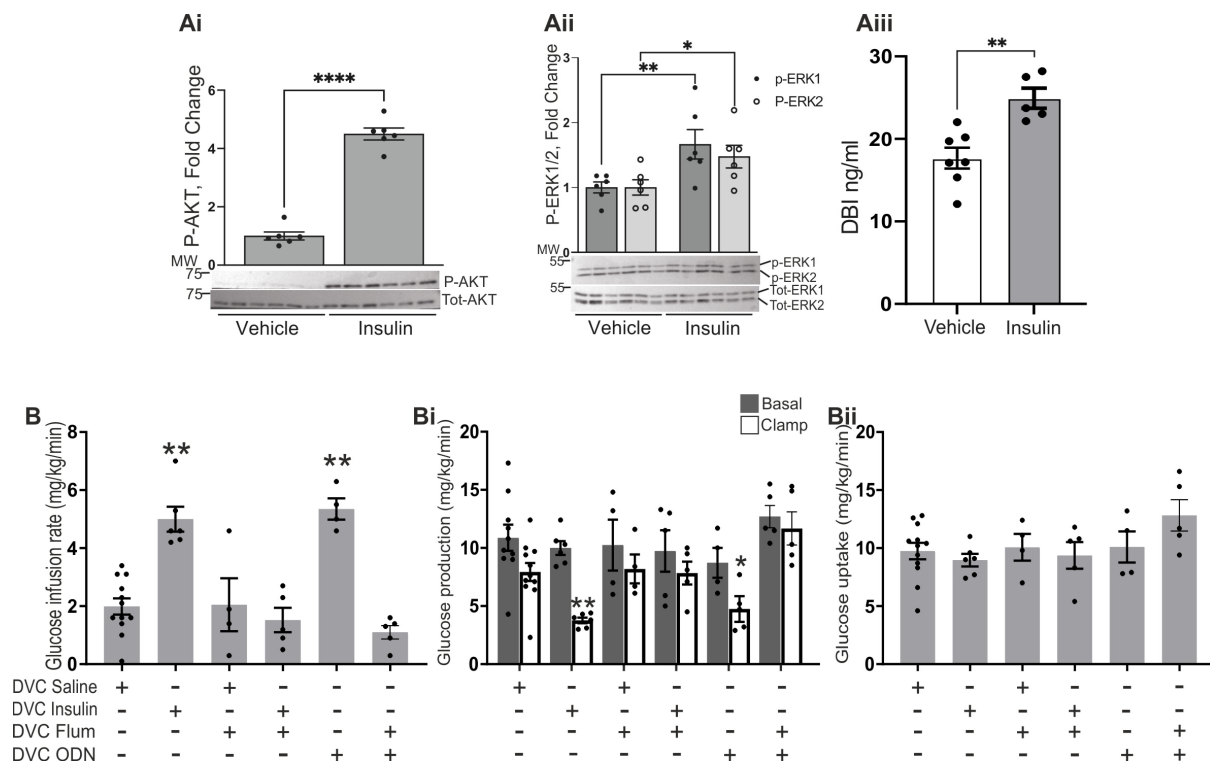 Ai
P-AKT, Fold Change
6
4
2
0
****
MW
75
75
P-AKT
Tot-AKT
Vehicle Insulin
Aii
P-ERK1/2, Fold Change
3
2
1
0
*
**
p-ERK1
P-ERK2
MW
55
55
p-ERK1
p-ERK2
Tot-ERK1
Tot-ERK2
Vehicle Insulin
Aiii
DBI ng/ml
30
20
10
0
**
Vehicle Insulin
B
Glucose infusion rate (mg/kg/min)
8
6
4
2
0
** **
Bi
Glucose production (mg/kg/min)
20
15
10
5
0
Basal
Clamp
** *
Bii
Glucose uptake (mg/kg/min)
20
15
10
5
0
DVC Saline + - + - - - + - + - - - + - + - - -
DVC Insulin - + - + - - - + - + - - - + - + - -
DVC Flum - - + + - + - - + + - + - - + + - +
DVC ODN - - - - + + - - - - + + - - - - + +